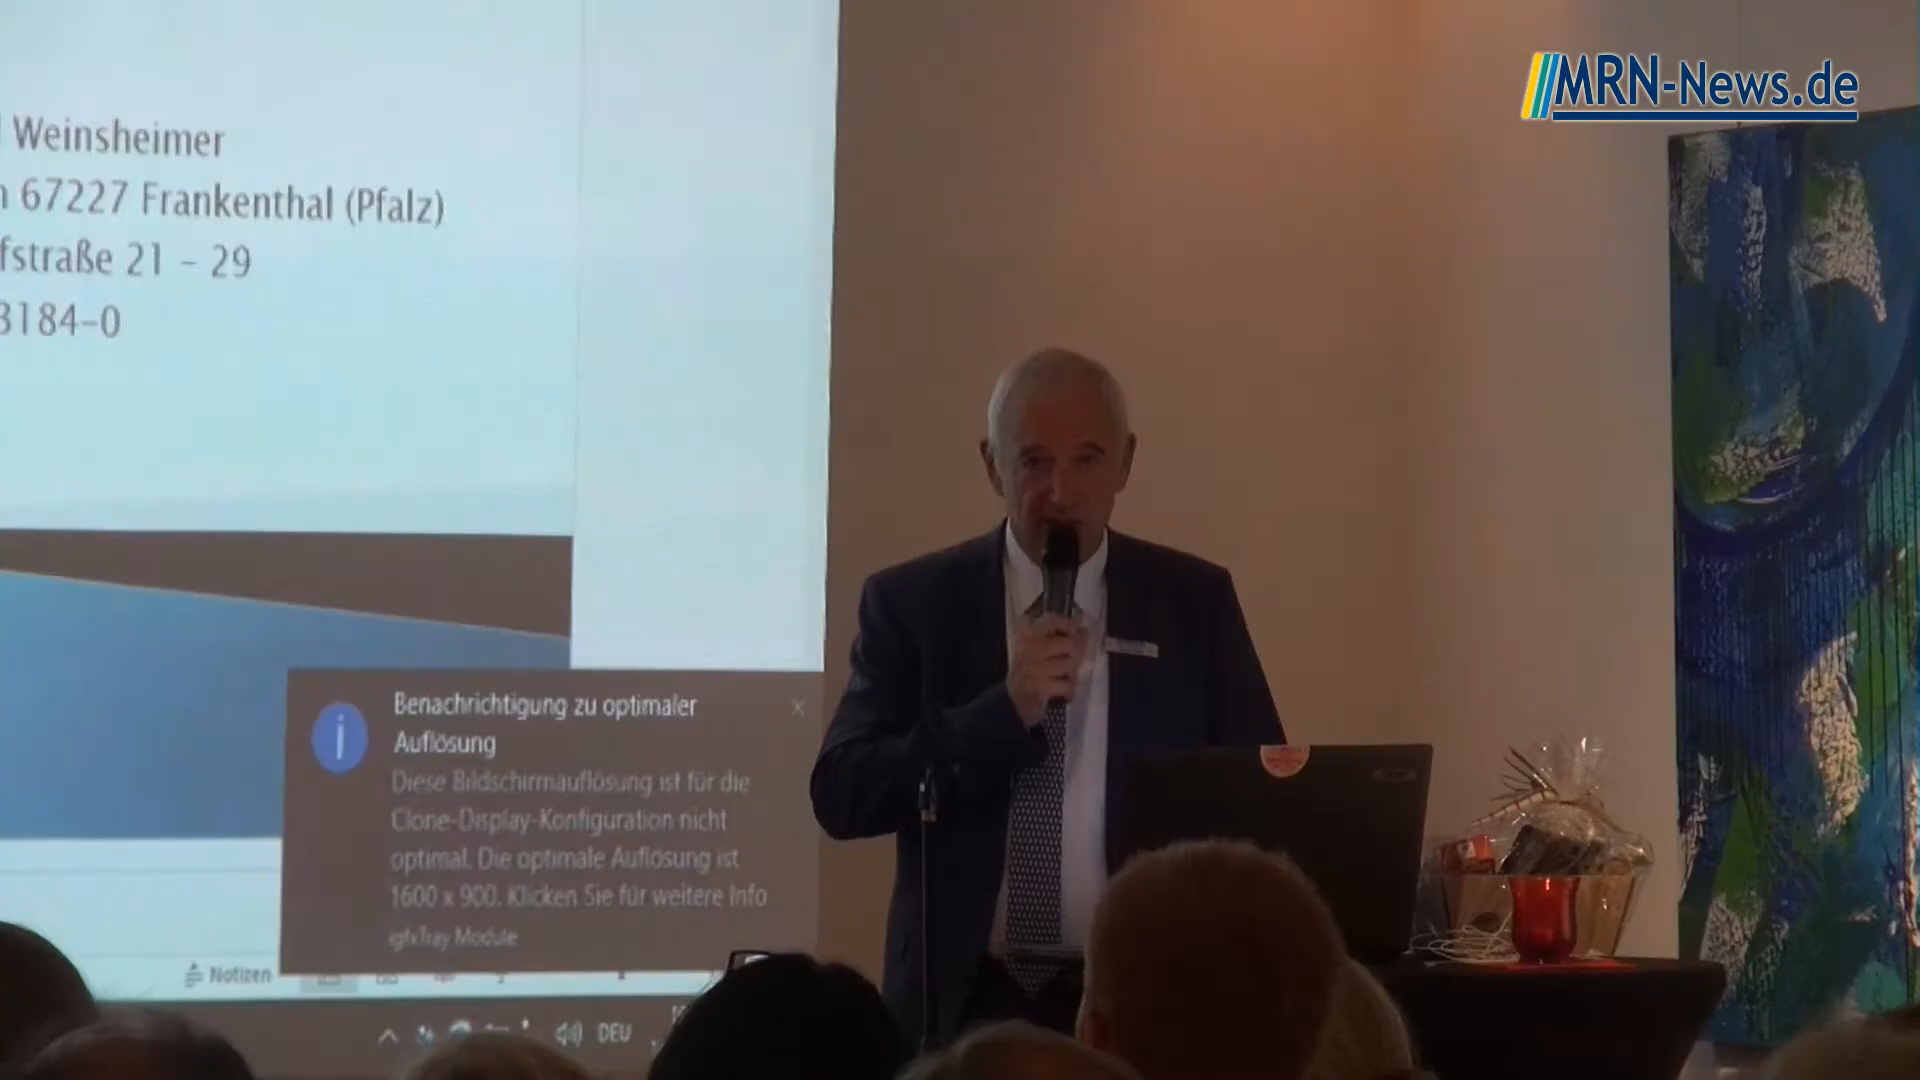 MRN-News.de
Weinsheimer
67227 Frankenthal (Pfalz)
fstraße 21 – 29
3184-0
Benachrichtigung zu optimaler
Auflösung
Diese Bildschirmauflösung ist für die
Clone-Display-Konfiguration nicht
optimal. Die optimale Auflösung ist
1600 x 900. Klicken Sie für weitere Info
igfxTray Module
Notizen
DEU